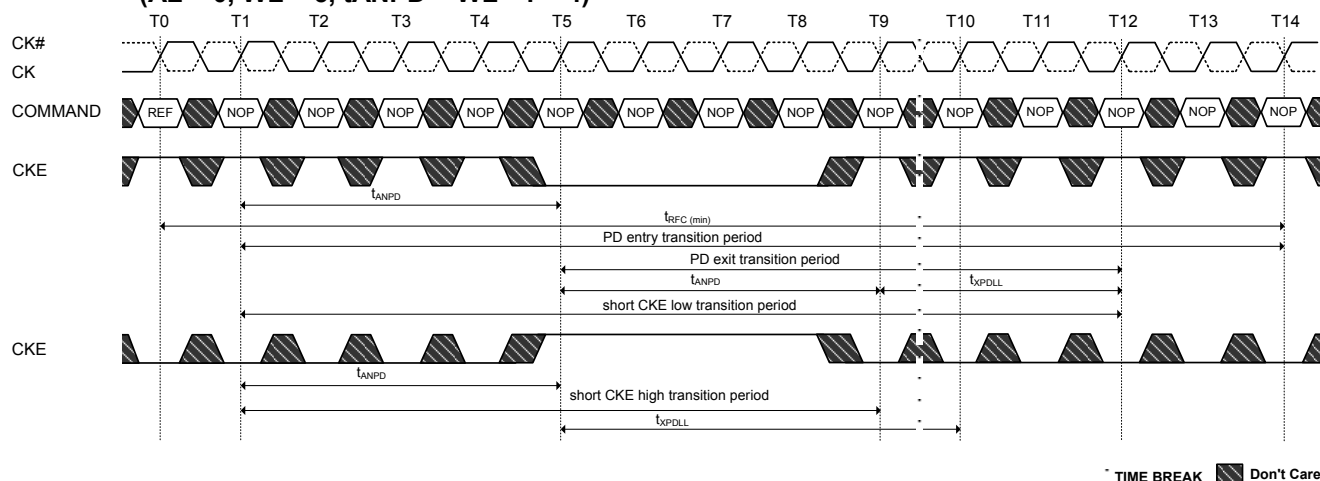 T0 T1 T2 T3 T4 T5 T6 T7 T8 T9 T10 T11 T12 T13 T14
CK#
CK
COMMAND REF NOP NOP NOP NOP NOP NOP NOP NOP NOP NOP NOP NOP NOP NOP
CKE
tANPD
tRFC (min)
PD entry transition period
PD exit transition period
tANPD tXPDLL
short CKE low transition period
CKE
tANPD
short CKE high transition period
tXPDLL
TIME BREAK Don't Care